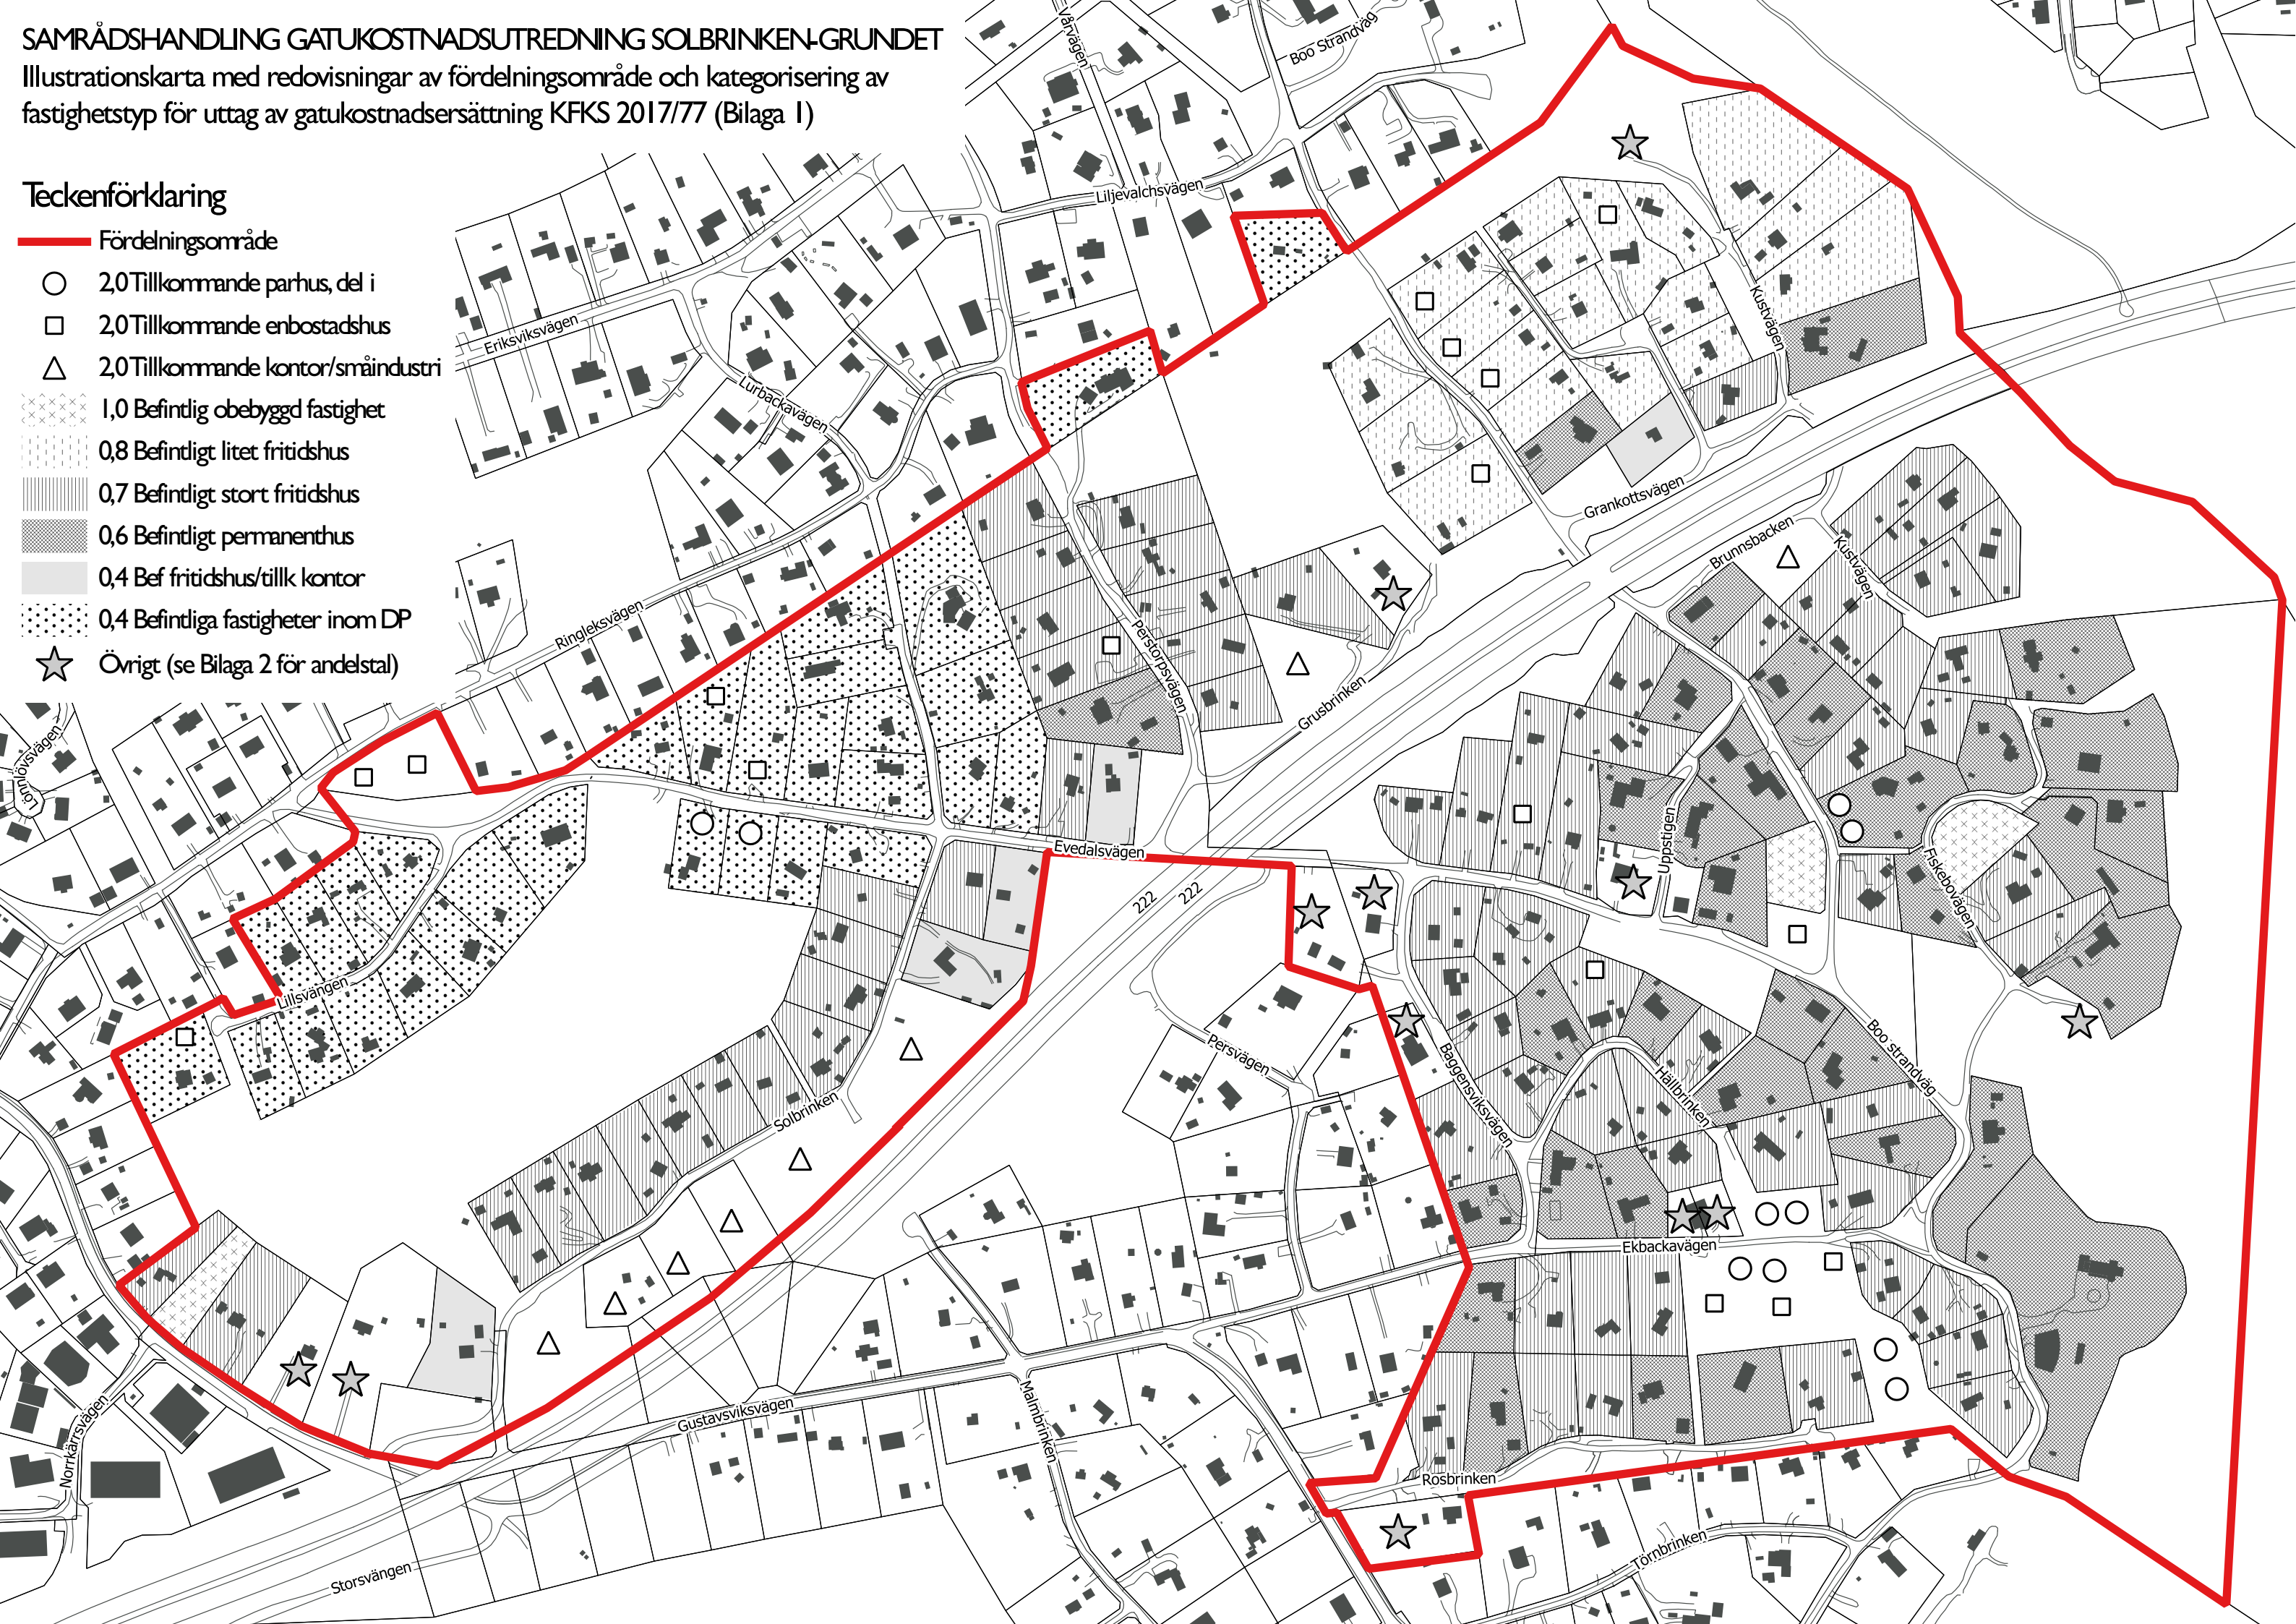 SAMRÅDSHANDLING GATUKOSTNADSUTREDNING SOLBRINKEN-GRUNDET
Illustrationskarta med redovisningar av fördelningsområde och kategorisering av
fastighetstyp för uttag av gatukostnadsersättning KFKS 2017/77 (Bilaga 1)
Teckenförklaring
Fördelningsområde
2,0 Tillkommande parhus, del i
2,0 Tillkommande enbostadshus
2,0 Tillkommande kontor/småindustri
1,0 Befintlig obebyggd fastighet
0,8 Befintligt litet fritidshus
0,7 Befintligt stort fritidshus
0,6 Befintligt permanenthus
0,4 Bef fritidshus/tillk kontor
0,4 Befintliga fastigheter inom DP
Övrigt (se Bilaga 2 för andelstal)
Vårvägen
Boo Strandväg
Liljevalchsvägen
Eriksviksvägen
Lurbackavägen
Kustvägen
Grankottsvägen
Brunnsbacken
Kustvägen
Ringleksvägen
Perstorpsvägen
Grusbrinken
Lönnlövsvägen
Uppstigen
Evedalsvägen
222
222
Fiskebovägen
Lillsvängen
Persvägen
Baggensviksvägen
Hällbrinken
Boo strandväg
Solbrinken
Ekbackavägen
Norrkärrsvägen
Gustavsviksvägen
Malmbrinken
Rosbrinken
Törnbrinken
Storsvängen